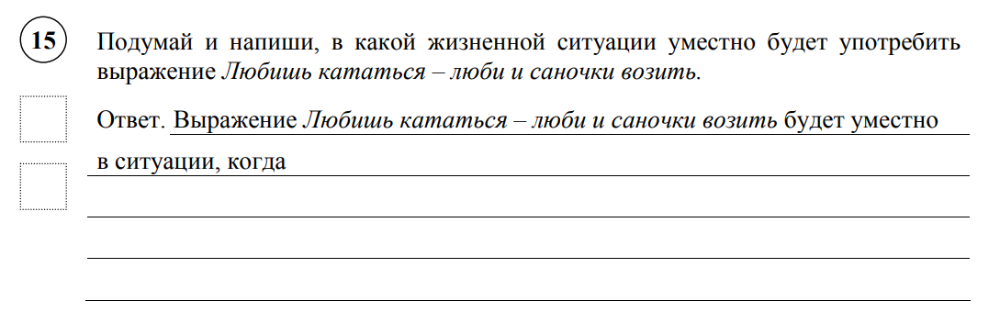 15
Подумай и напиши, в какой жизненной ситуации уместно будет употребить
выражение Любишь кататься – люби и саночки возить.
Ответ. Выражение Любишь кататься – люби и саночки возить будет уместно
в ситуации, когда